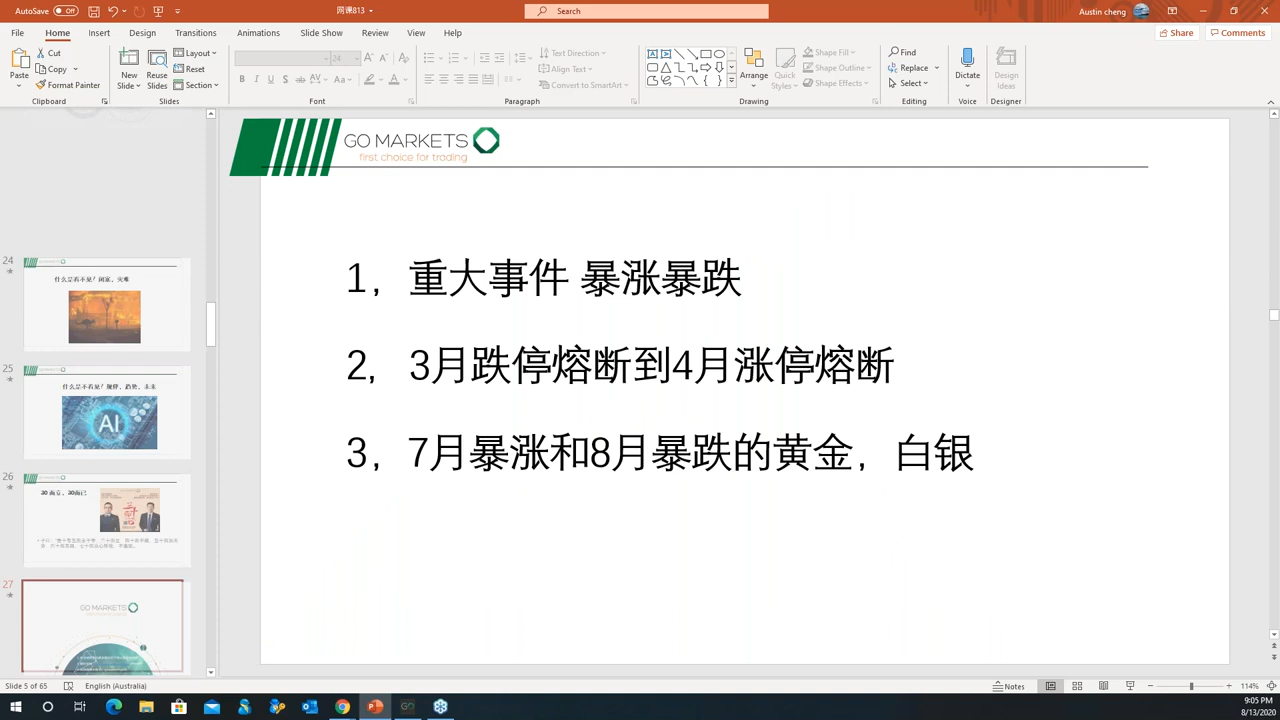 AutoSave Off
网课813
Search
Austin cheng
File Home Insert Design Transitions Animations Slide Show Review View Help
Share Comments
Paste
Cut
Copy
Format Painter
Clipboard
New Slide
Reuse Slides
Layout
Reset
Section
Slides
24
Font
Text Direction
Align Text
Convert to SmartArt
Paragraph
Arrange
Quick Styles
Shape Fill
Shape Outline
Shape Effects
Drawing
Find
Replace
Select
Editing
Dictate
Voice
Design Ideas
Designer
24
25
AI
26
27
GO MARKETS
GO MARKETS
first choice for trading
1，重大事件 暴涨暴跌
2， 3月跌停熔断到4月涨停熔断
3，7月暴涨和8月暴跌的黄金，白银
Slide 5 of 65
English (Australia)
Notes
114%
9:05 PM
8/13/2020